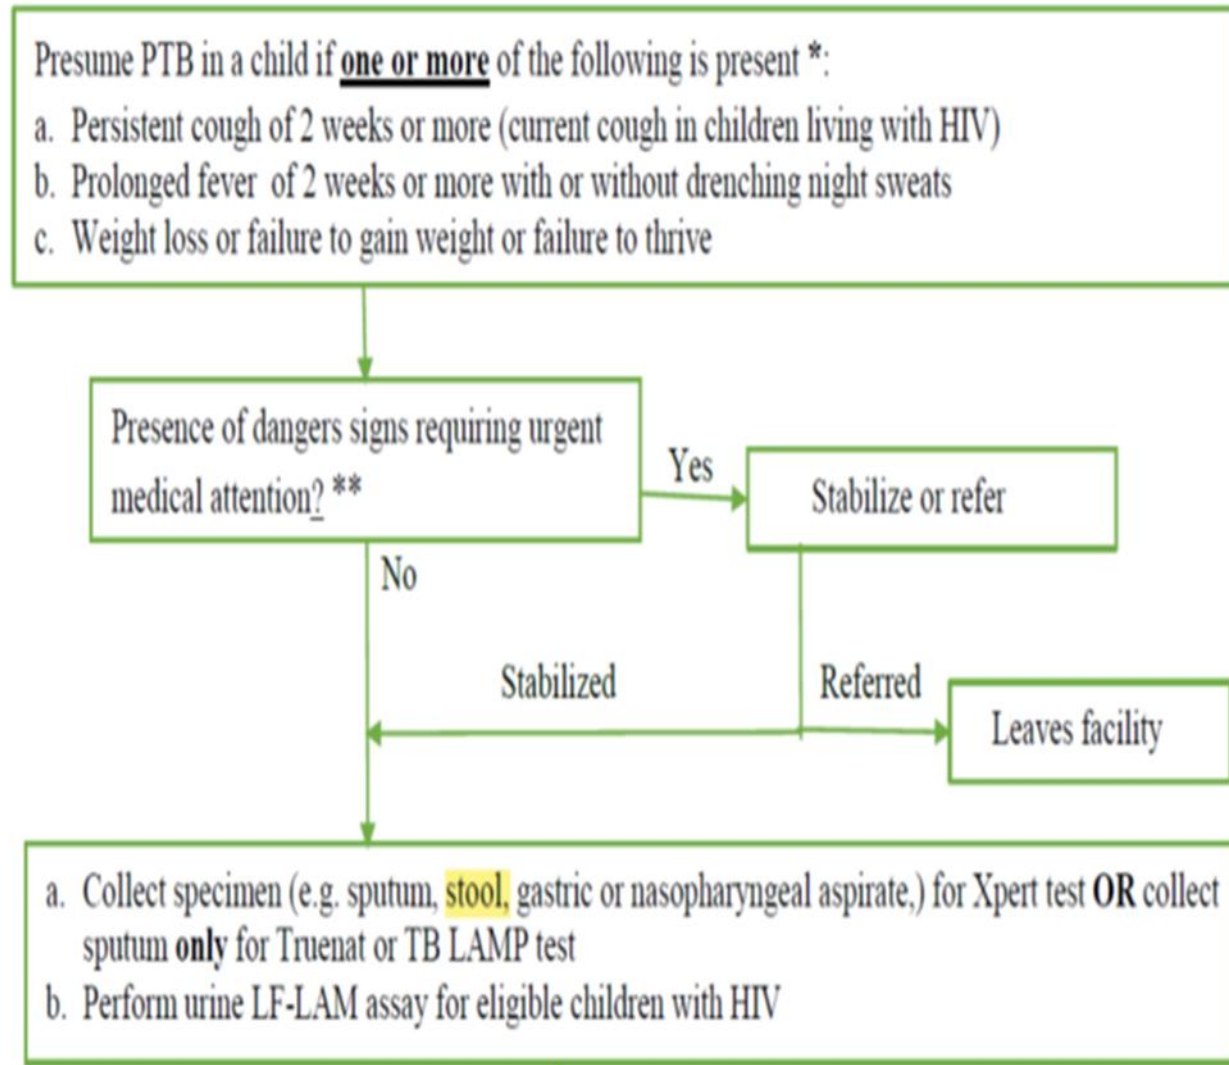 Presume PTB in a child if one or more of the following is present *:
a. Persistent cough of 2 weeks or more (current cough in children living with HIV)
b. Prolonged fever of 2 weeks or more with or without drenching night sweats
c. Weight loss or failure to gain weight or failure to thrive
Presence of dangers signs requiring urgent
medical attention? **
Yes
Stabilize or refer
No
Stabilized
Referred
Leaves facility
a. Collect specimen (e.g. sputum, stool, gastric or nasopharyngeal aspirate,) for Xpert test OR collect
sputum only for Truenat or TB LAMP test
b. Perform urine LF-LAM assay for eligible children with HIV